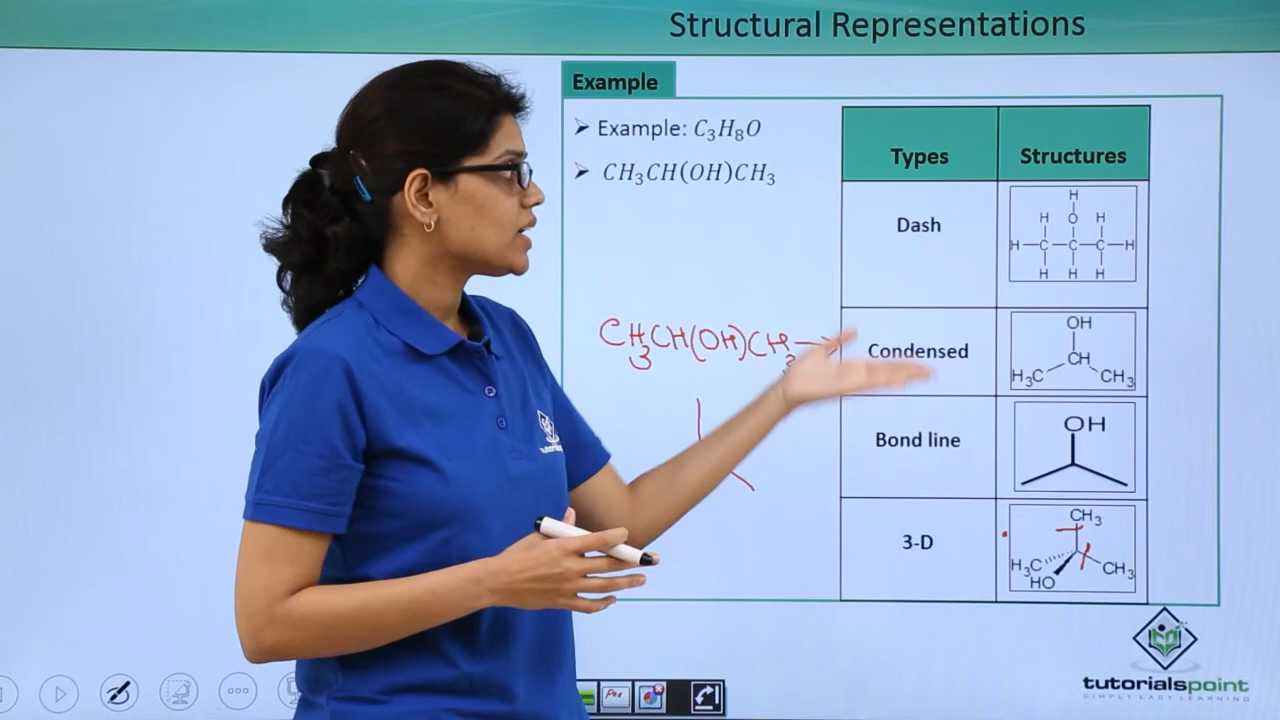 Structural Representations
Example
➢ Example: C₃H₈O
➢ CH₃CH(OH)CH₃
Types Structures
Dash
H
H O H
H—C—C—C—H
H H H
CH₃CH(OH)CH₃ →
Condensed
OH
CH
H₃C CH₃
Bond line
OH
3-D
CH₃
H₃C CH₃
HO
tutorialspoint
SIMPLY EASY LEARNING